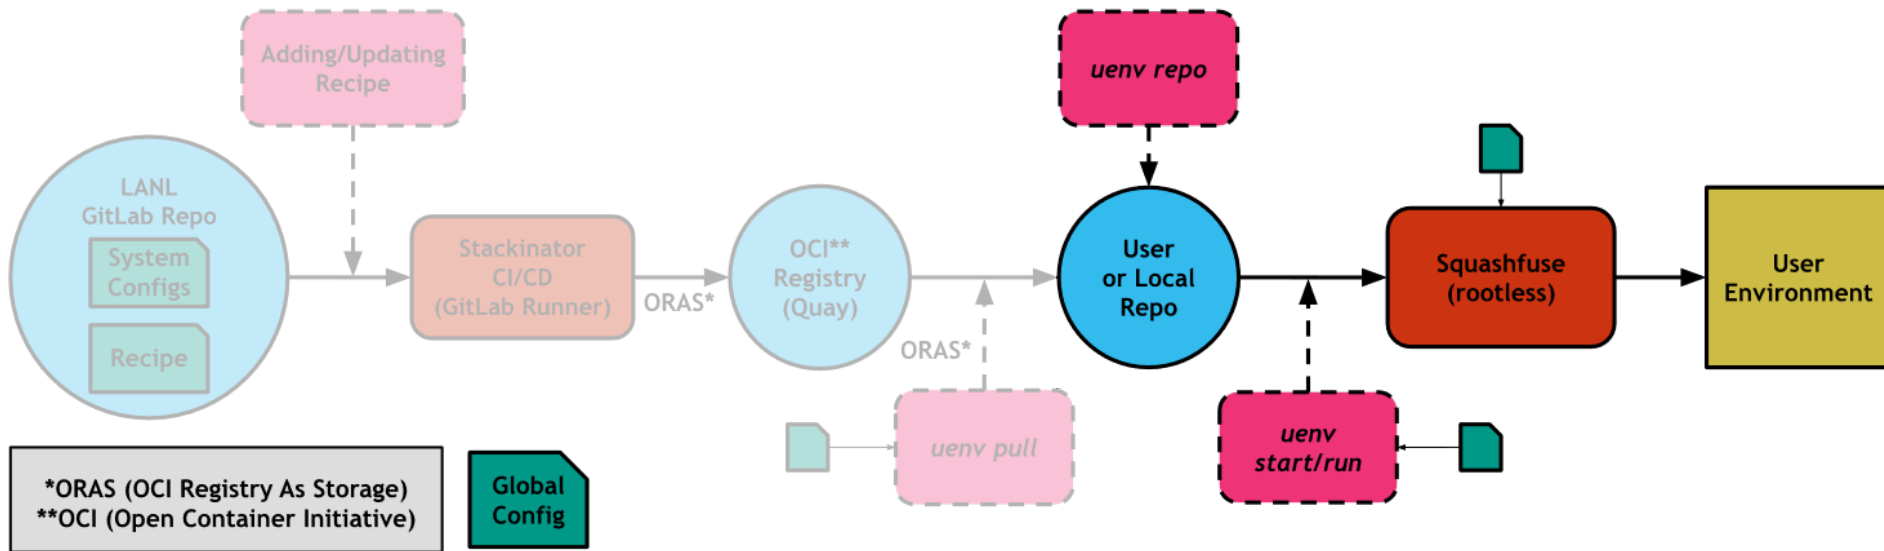 Adding/Updating
Recipe
uenv repo
LANL
GitLab Repo
System
Configs
Recipe
Stackinator
CI/CD
(GitLab Runner)
ORAS*
OCI**
Registry
(Quay)
ORAS*
uenv pull
User
or Local
Repo
uenv
start/run
Squashfuse
(rootless)
User
Environment
*ORAS (OCI Registry As Storage)
**OCI (Open Container Initiative)
Global
Config